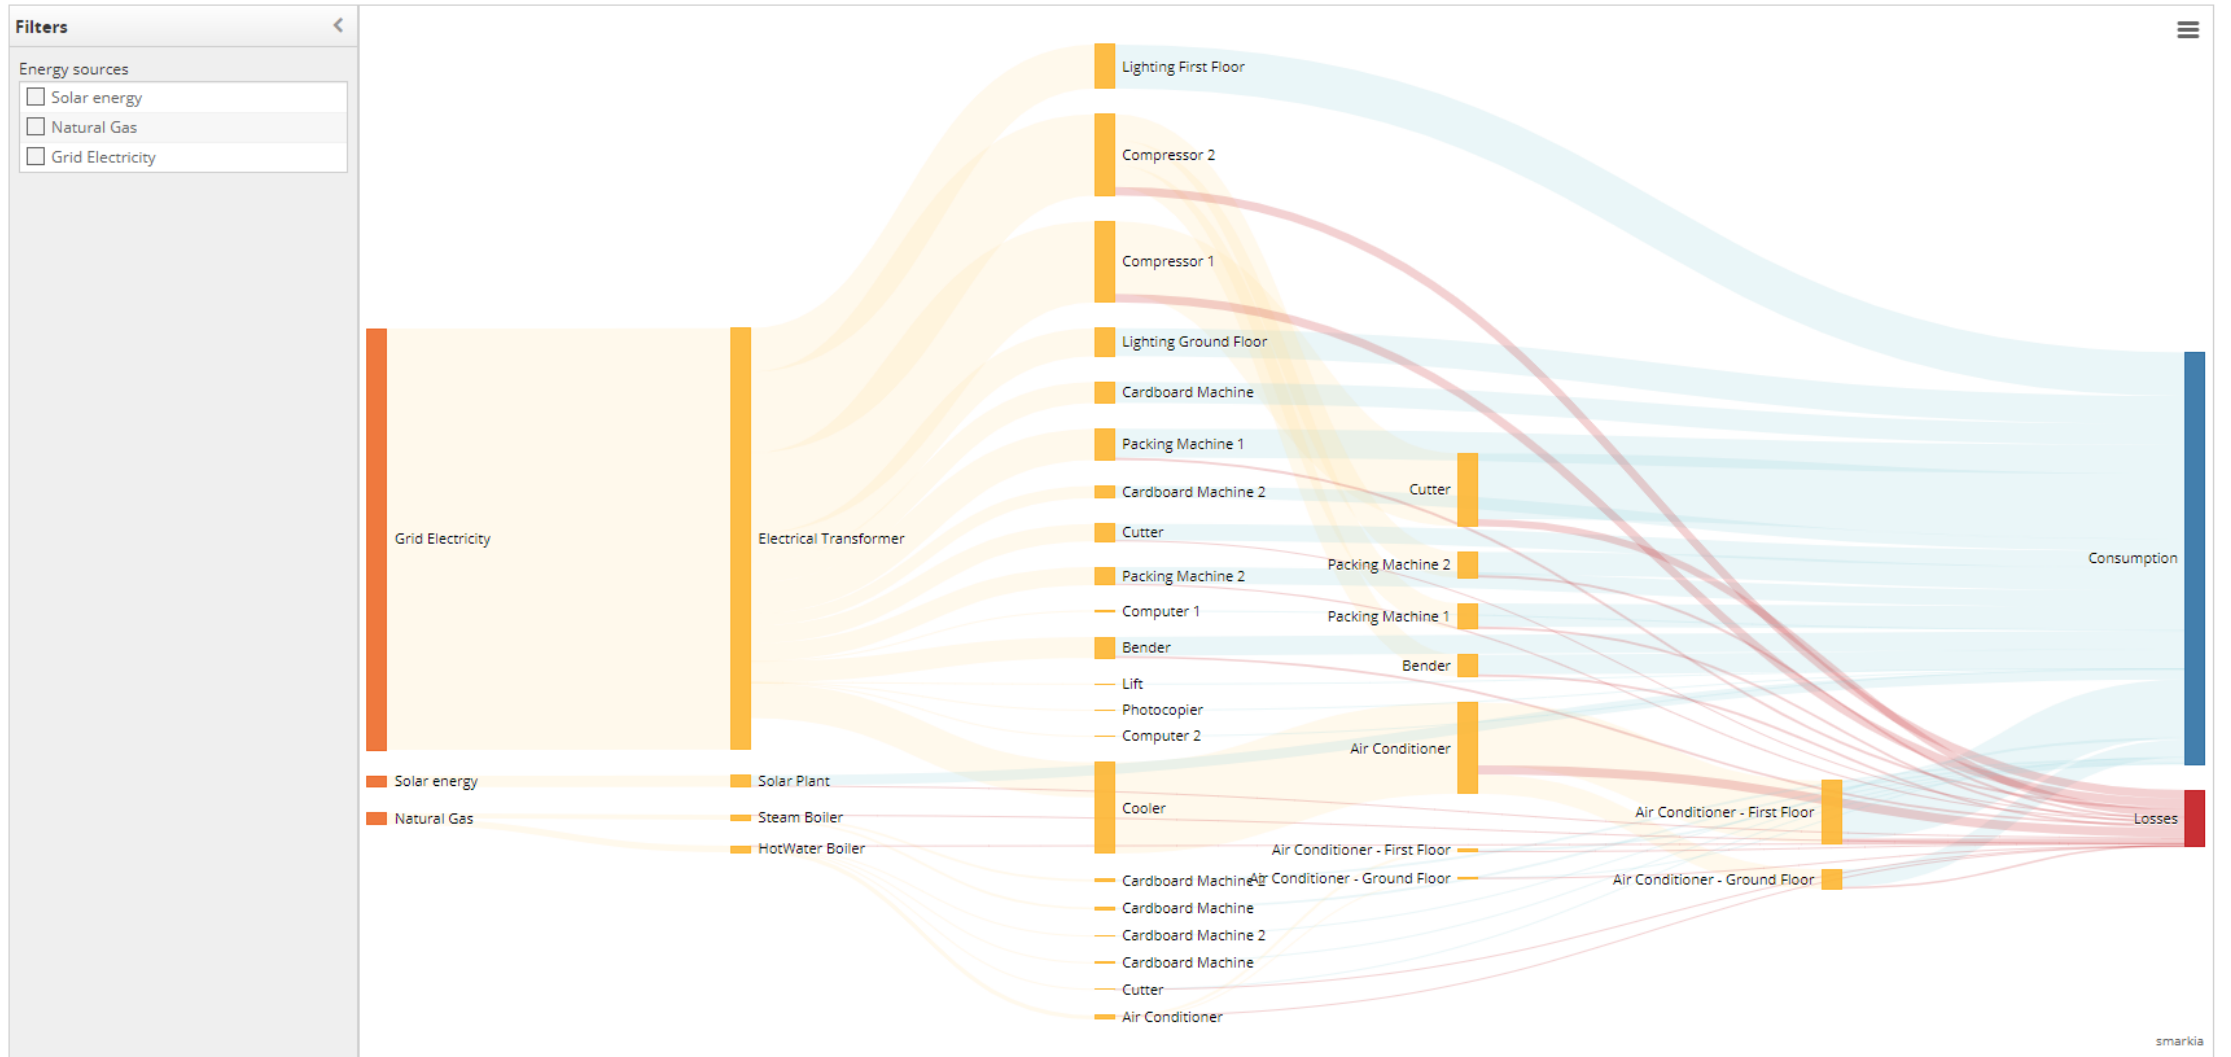 Filters
Energy sources
Solar energy
Natural Gas
Grid Electricity
Grid Electricity
Solar energy
Natural Gas
Electrical Transformer
Solar Plant
Steam Boiler
HotWater Boiler
Lighting First Floor
Compressor 2
Compressor 1
Lighting Ground Floor
Cardboard Machine
Packing Machine 1
Cardboard Machine 2
Cutter
Packing Machine 2
Computer 1
Bender
Lift
Photocopier
Computer 2
Cooler
Cardboard Machine 2
Cardboard Machine
Cardboard Machine 2
Cardboard Machine
Cutter
Air Conditioner
Cutter
Packing Machine 2
Packing Machine 1
Bender
Air Conditioner
Air Conditioner - First Floor
Air Conditioner - Ground Floor
Air Conditioner - First Floor
Air Conditioner - Ground Floor
Consumption
Losses
smarkia